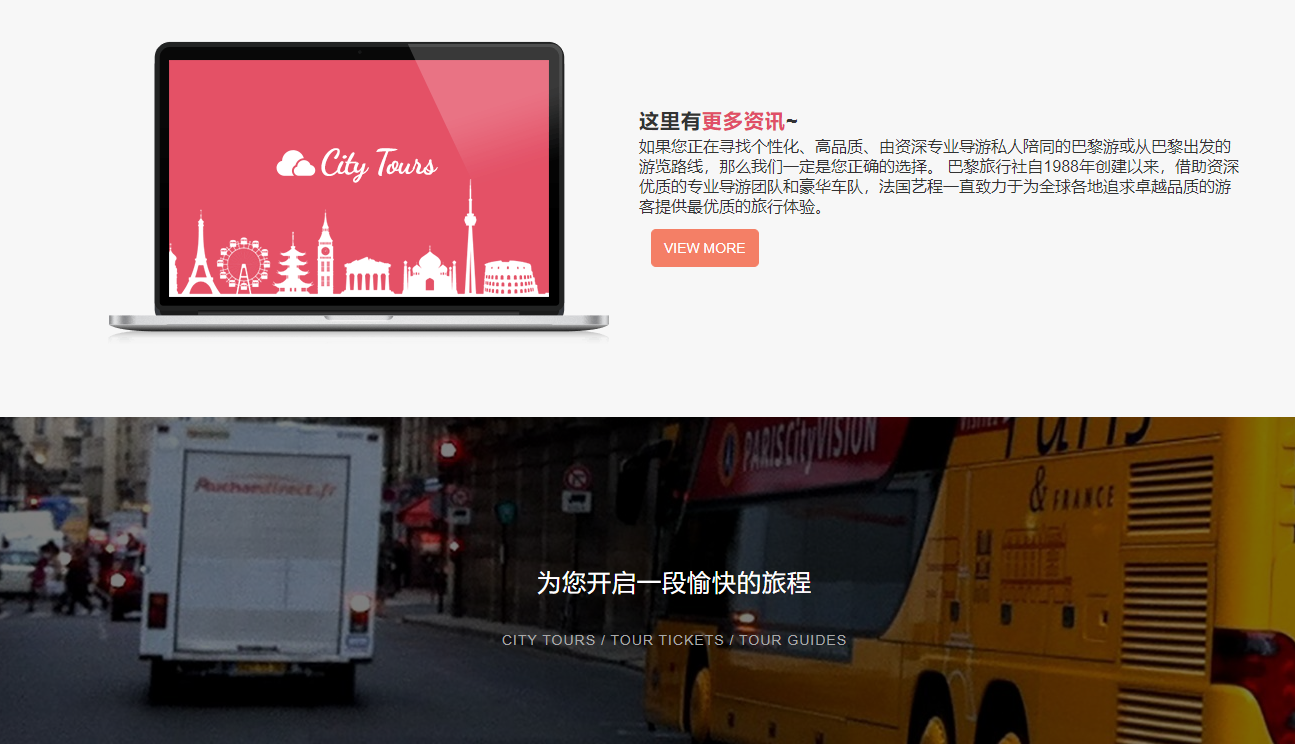 City Tours
这里有更多资讯~
如果您正在寻找个性化、高品质、由资深专业导游私人陪同的巴黎游或从巴黎出发的
游览路线，那么我们一定是您正确的选择。 巴黎旅行社自1988年创建以来，借助资深
优质的专业导游团队和豪华车队，法国艺程一直致力于为全球各地追求卓越品质的游
客提供最优质的旅行体验。
VIEW MORE
Auchandirect.fr
PARISCityVISION
Paris
& FRANCE
为您开启一段愉快的旅程
CITY TOURS / TOUR TICKETS / TOUR GUIDES